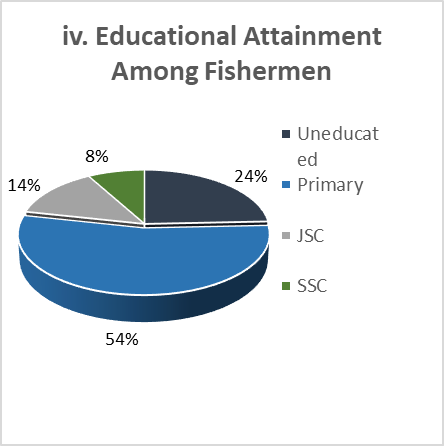 iv. Educational Attainment
Among Fishermen
8%
14%
24%
54%
Uneducat
ed
Primary
JSC
SSC